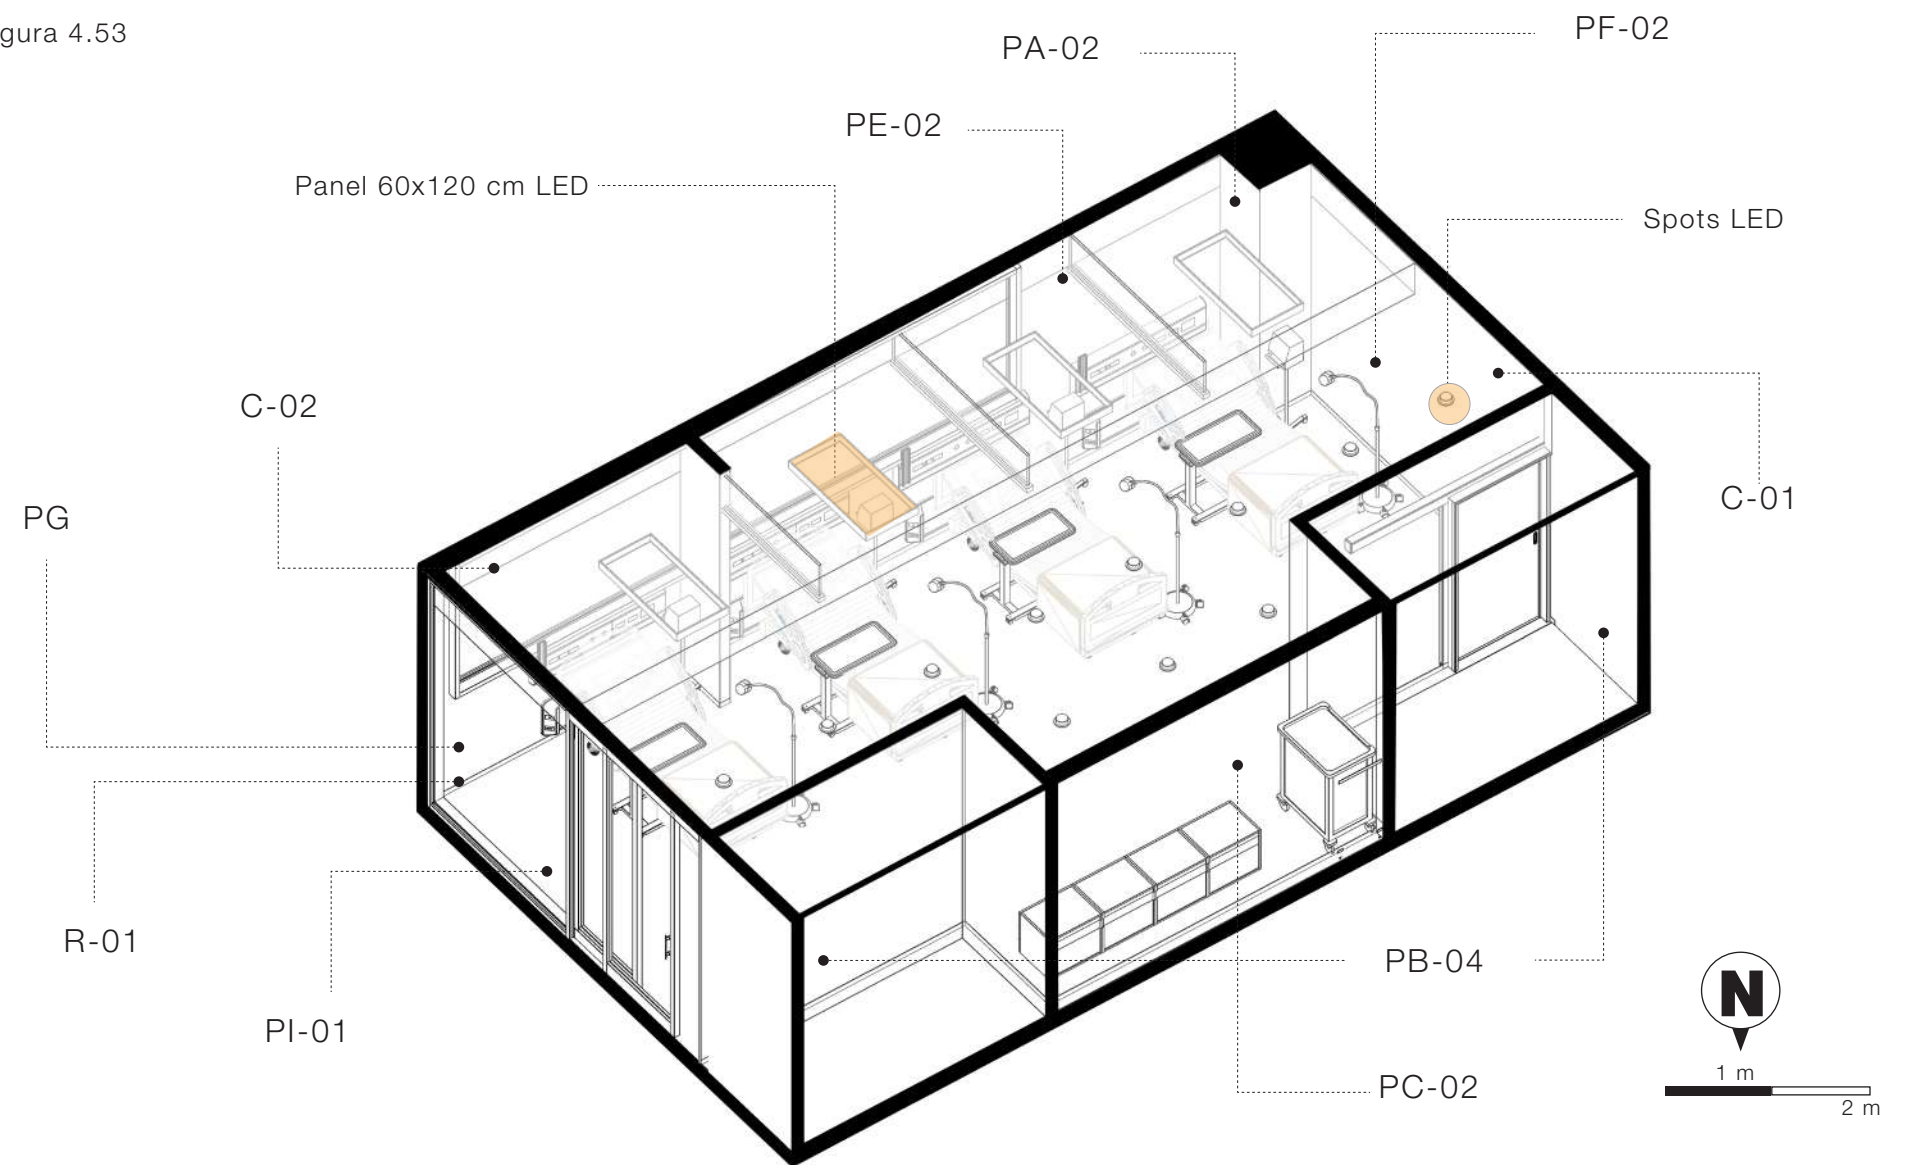 gura 4.53
PF-02
PA-02
PE-02
Panel 60x120 cm LED
Spots LED
C-02
C-01
PG
R-01
PB-04
PI-01
N
1 m
PC-02
2 m